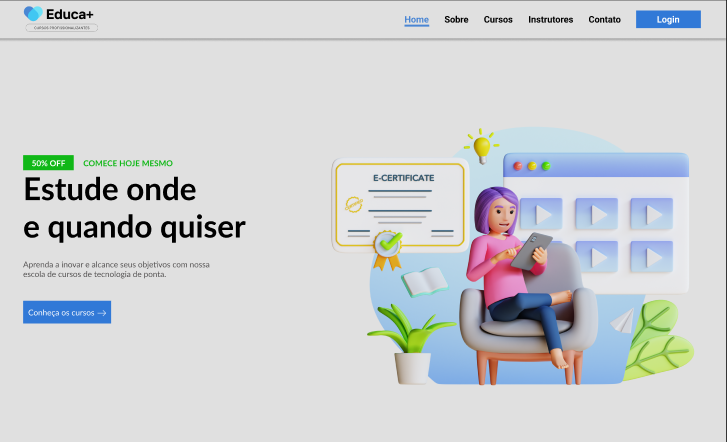 Educa+
CURSOS PROFISSIONALIZANTES
Home Sobre Cursos Instrutores Contato Login
50% OFF COMECE HOJE MESMO
Estude onde
e quando quiser
Aprenda a inovar e alcance seus objetivos com nossa
escola de cursos de tecnologia de ponta.
Conheça os cursos →
E-CERTIFICATE